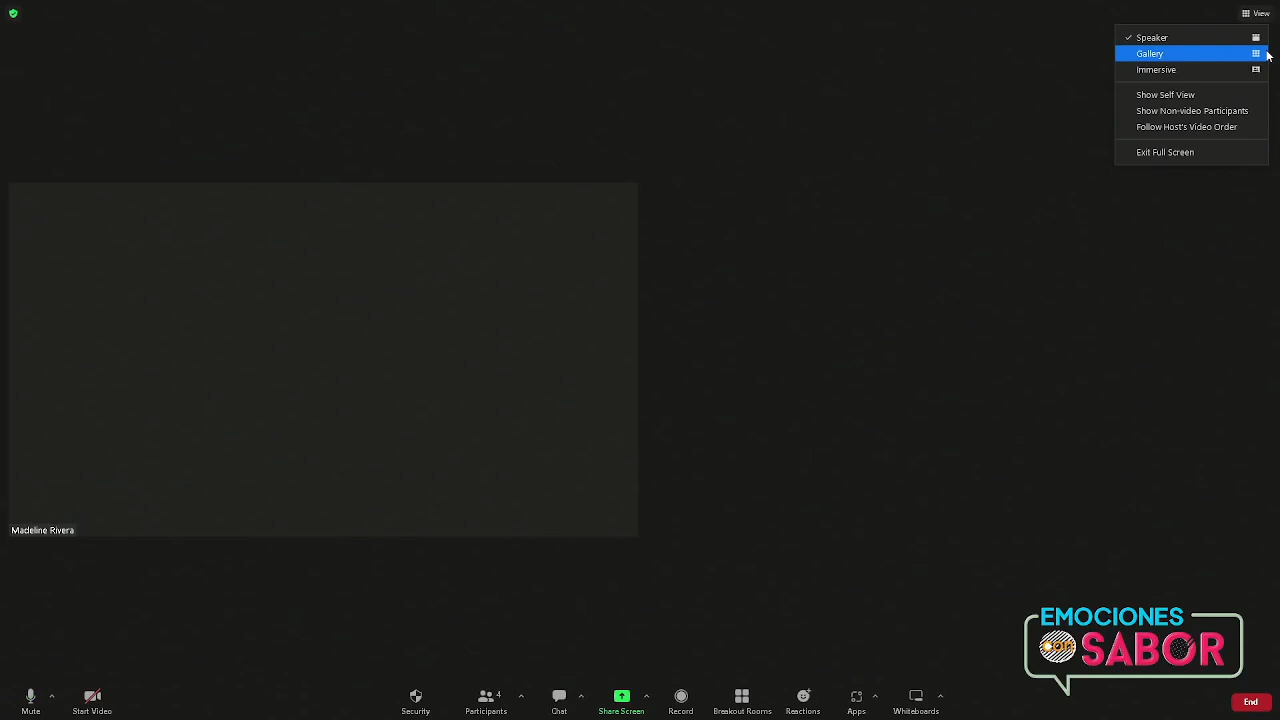 View
Speaker
Gallery
Immersive
Show Self View
Show Non-video Participants
Follow Host's Video Order
Exit Full Screen
Madeline Rivera
EMOCIONES
con SABOR
Mute
Start Video
Security
4
Participants
Chat
Share Screen
Record
Breakout Rooms
Reactions
Apps
Whiteboards
End